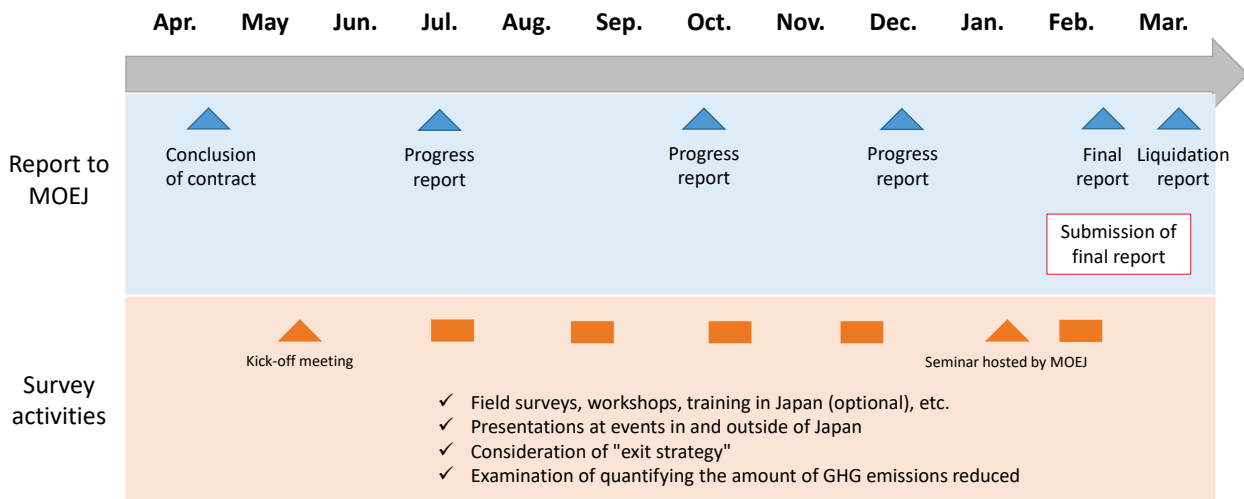 Apr. May Jun. Jul. Aug. Sep. Oct. Nov. Dec. Jan. Feb. Mar.
Report to
MOEJ
Conclusion
of contract
Progress
report
Progress
report
Progress
report
Final
report
Liquidation
report
Submission of
final report
Survey
activities
Kick-off meeting
Seminar hosted by MOEJ
✓ Field surveys, workshops, training in Japan (optional), etc.
✓ Presentations at events in and outside of Japan
✓ Consideration of "exit strategy"
✓ Examination of quantifying the amount of GHG emissions reduced